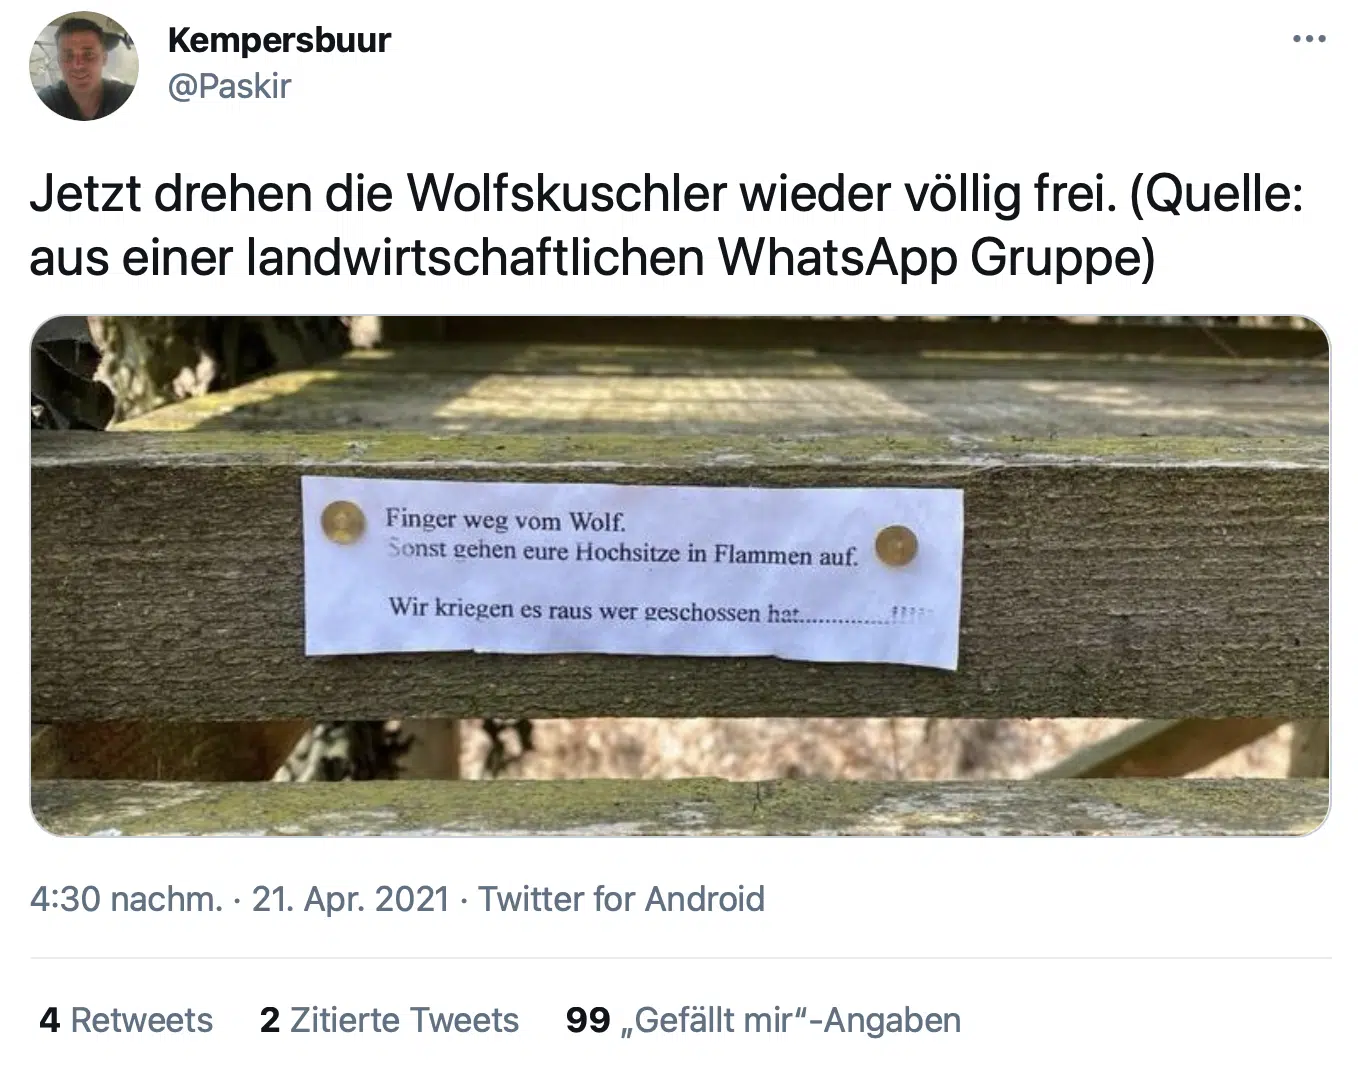 Kempersbuur
@Paskir
Jetzt drehen die Wolfskuschler wieder völlig frei. (Quelle:
aus einer landwirtschaftlichen WhatsApp Gruppe)
Finger weg vom Wolf.
Sonst gehen eure Hochsitze in Flammen auf.
Wir kriegen es raus wer geschossen hat..............!!!!!
4:30 nachm. · 21. Apr. 2021 · Twitter for Android
4 Retweets 2 Zitierte Tweets 99 „Gefällt mir“-Angaben